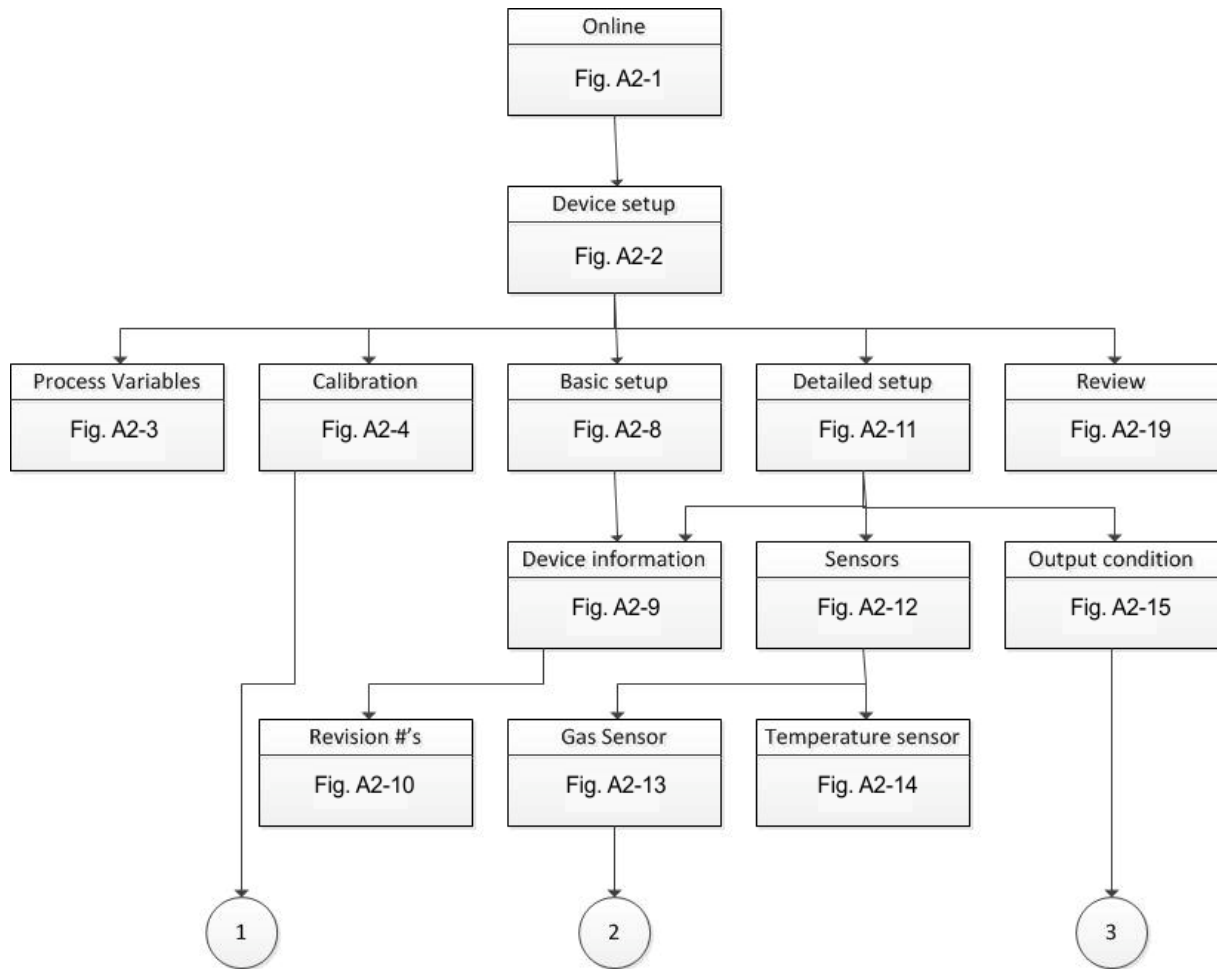 Online
Fig. A2-1
Device setup
Fig. A2-2
Process Variables
Fig. A2-3
Calibration
Fig. A2-4
Basic setup
Fig. A2-8
Detailed setup
Fig. A2-11
Review
Fig. A2-19
Device information
Fig. A2-9
Sensors
Fig. A2-12
Output condition
Fig. A2-15
Revision #’s
Fig. A2-10
Gas Sensor
Fig. A2-13
Temperature sensor
Fig. A2-14
1
2
3